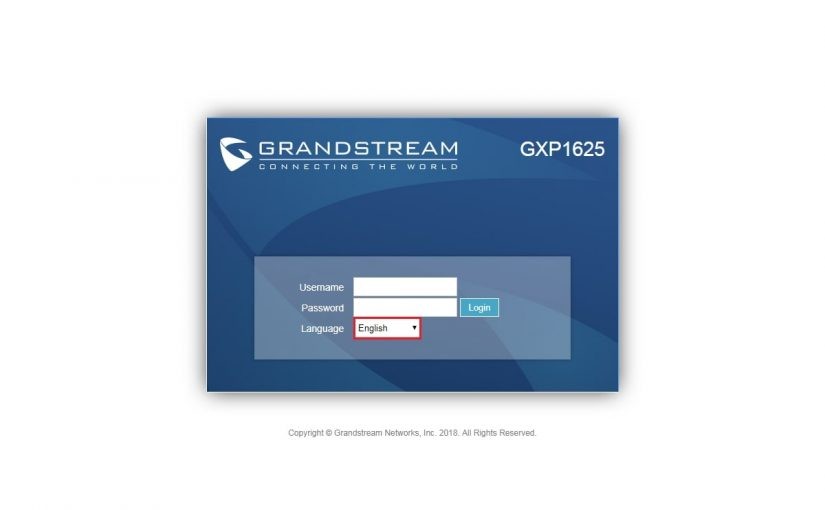 GRANDSTREAM
CONNECTING THE WORLD
GXP1625
Username
Password
Login
Language
English
Copyright © Grandstream Networks, Inc. 2018. All Rights Reserved.